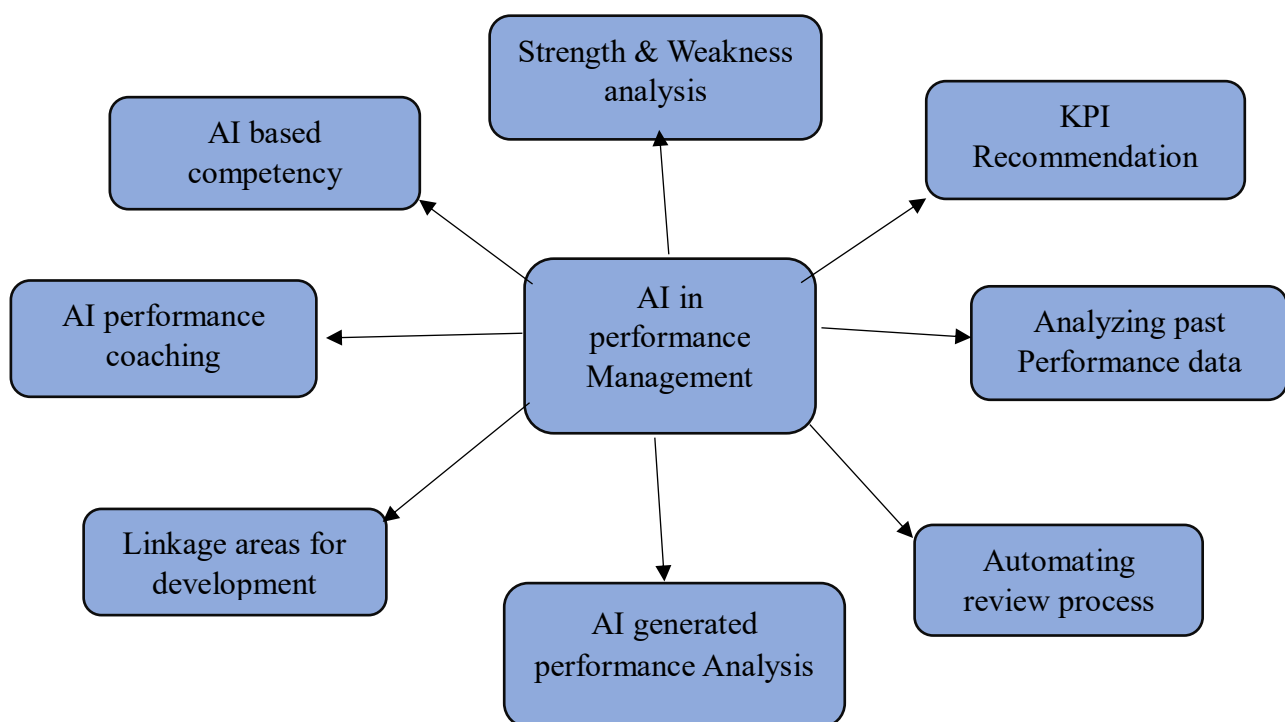 Strength & Weakness
analysis
KPI
Recommendation
AI based
competency
AI in
performance
Management
AI performance
coaching
Analyzing past
Performance data
Linkage areas for
development
Automating
review process
AI generated
performance Analysis